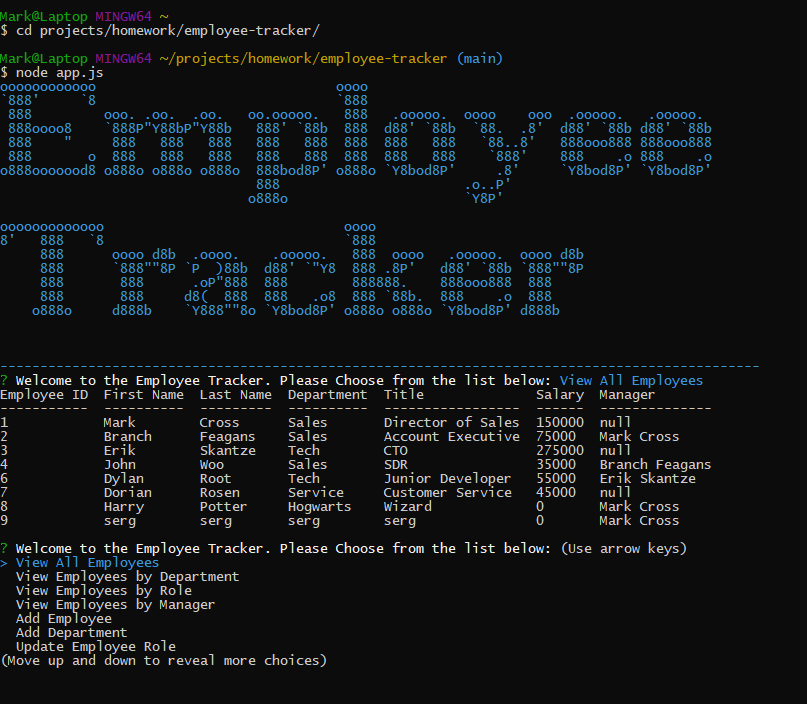 Mark@Laptop MINGW64 ~
$ cd projects/homework/employee-tracker/
Mark@Laptop MINGW64 ~/projects/homework/employee-tracker (main)
$ node app.js
Employee
Tracker
-----------------------------------------------------------------------------------------------
? Welcome to the Employee Tracker. Please Choose from the list below: View All Employees
Employee ID  First Name  Last Name  Department  Title              Salary  Manager
-----------  ----------  ---------  ----------  -----------------  ------  --------------
1            Mark        Cross      Sales       Director of Sales  150000  null
2            Branch      Feagans    Sales       Account Executive  75000   Mark Cross
3            Erik        Skantze    Tech        CTO                275000  null
4            John        Woo        Sales       SDR                35000   Branch Feagans
6            Dylan       Root       Tech        Junior Developer   55000   Erik Skantze
7            Dorian      Rosen      Service     Customer Service   45000   null
8            Harry       Potter     Hogwarts    Wizard             0       Mark Cross
9            serg        serg       serg        serg               0       Mark Cross
? Welcome to the Employee Tracker. Please Choose from the list below: (Use arrow keys)
> View All Employees
  View Employees by Department
  View Employees by Role
  View Employees by Manager
  Add Employee
  Add Department
  Update Employee Role
(Move up and down to reveal more choices)